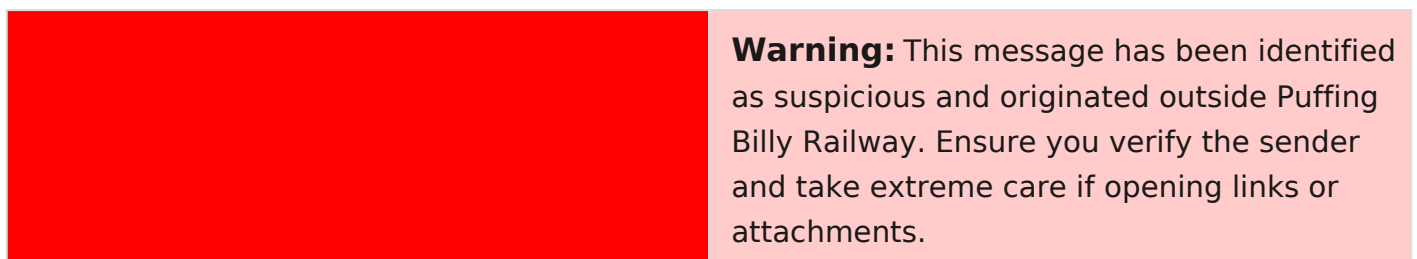 Warning: This message has been identified
as suspicious and originated outside Puffing
Billy Railway. Ensure you verify the sender
and take extreme care if opening links or
attachments.